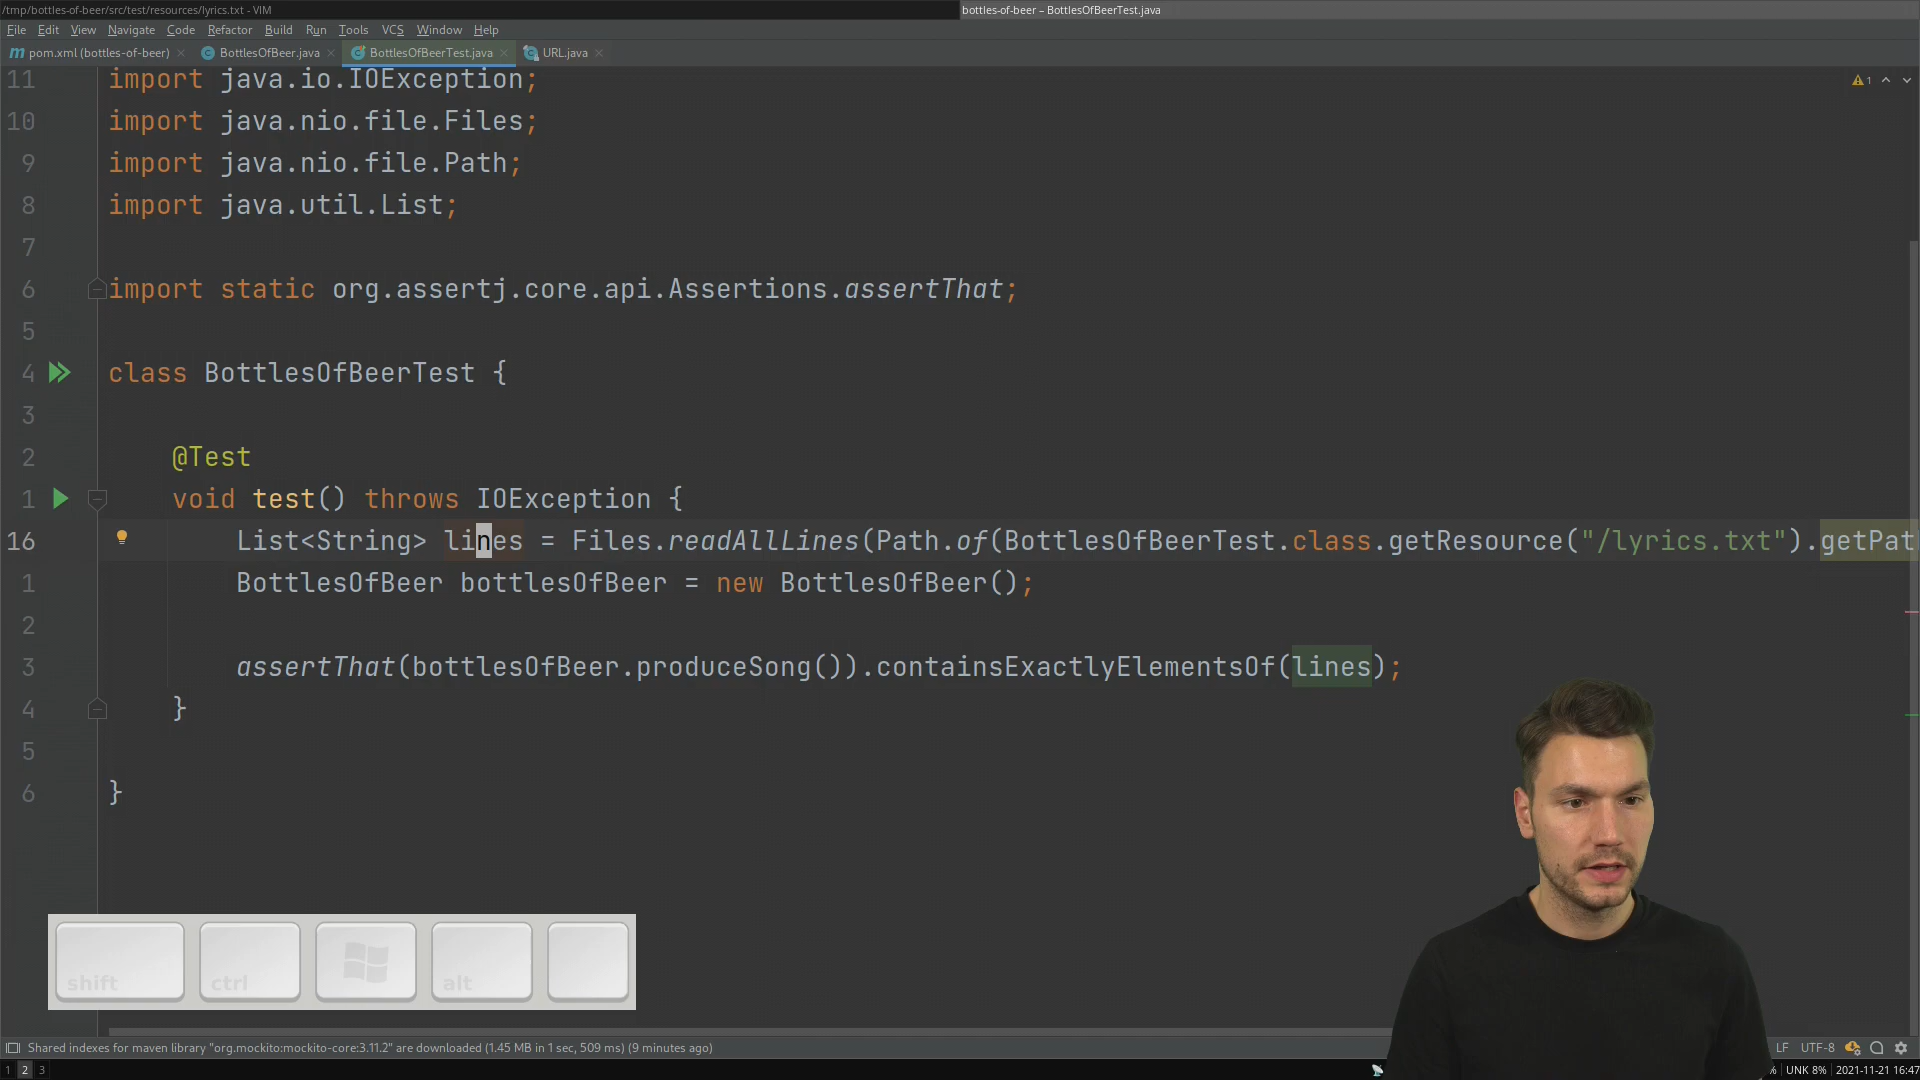 /tmp/bottles-of-beer/src/test/resources/lyrics.txt - VIM
bottles-of-beer – BottlesOfBeerTest.java
File Edit View Navigate Code Refactor Build Run Tools VCS Window Help
pom.xml (bottles-of-beer) BottlesOfBeer.java BottlesOfBeerTest.java URL.java
11 import java.io.IOException;
1
10 import java.nio.file.Files;
9 import java.nio.file.Path;
8 import java.util.List;
7
6 import static org.assertj.core.api.Assertions.assertThat;
5
4 class BottlesOfBeerTest {
3
2 @Test
1 void test() throws IOException {
16 List<String> lines = Files.readAllLines(Path.of(BottlesOfBeerTest.class.getResource("/lyrics.txt").getPat
1 BottlesOfBeer bottlesOfBeer = new BottlesOfBeer();
2
3 assertThat(bottlesOfBeer.produceSong()).containsExactlyElementsOf(lines);
4 }
5
6 }
shift ctrl alt
Shared indexes for maven library "org.mockito:mockito-core:3.11.2" are downloaded (1.45 MB in 1 sec, 509 ms) (9 minutes ago)
LF UTF-8
1 2 3
% UNK 8% 2021-11-21 16:47